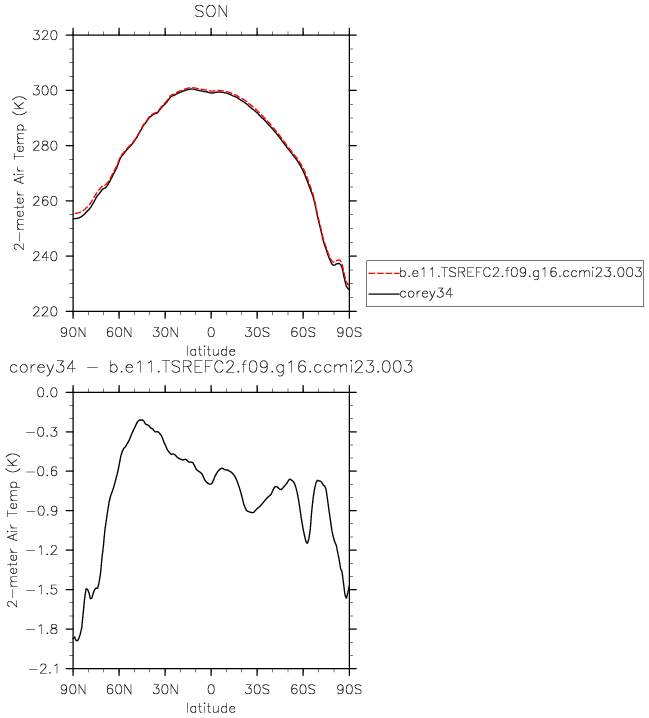 SON
320
300
280
260
240
220
2-meter Air Temp (K)
90N 60N 30N 0 30S 60S 90S
latitude
b.e11.TSREFC2.f09.g16.ccmi23.003
corey34
corey34 - b.e11.TSREFC2.f09.g16.ccmi23.003
0.0
-0.3
-0.6
-0.9
-1.2
-1.5
-1.8
-2.1
2-meter Air Temp (K)
90N 60N 30N 0 30S 60S 90S
latitude